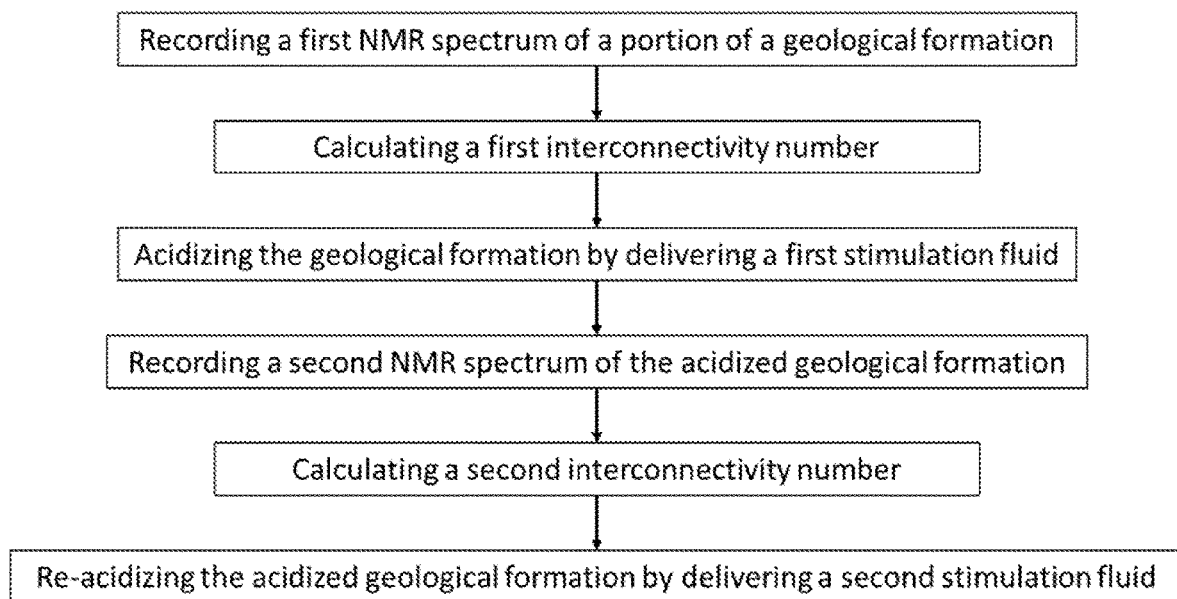 Recording a first NMR spectrum of a portion of a geological formation
Calculating a first interconnectivity number
Acidizing the geological formation by delivering a first stimulation fluid
Recording a second NMR spectrum of the acidized geological formation
Calculating a second interconnectivity number
Re-acidizing the acidized geological formation by delivering a second stimulation fluid